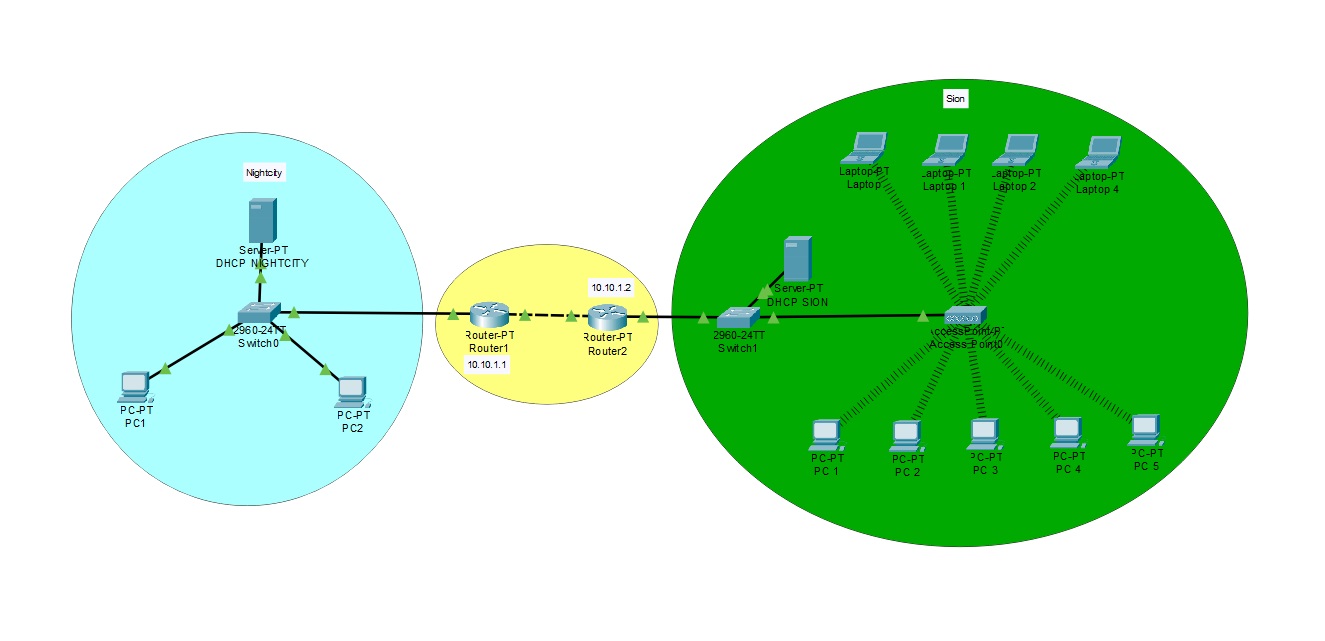 Sion
Laptop-PT
Laptop
Laptop-PT
Laptop 1
Laptop-PT
Laptop 2
Laptop-PT
Laptop 4
Nightcity
Server-PT
DHCP NIGHTCITY
Server-PT
DHCP SION
10.10.1.2
2960-24TT
Switch0
Router-PT
Router1
10.10.1.1
Router-PT
Router2
2960-24TT
Switch1
AccessPoint-PT
Access Point0
PC-PT
PC1
PC-PT
PC2
PC-PT
PC 1
PC-PT
PC 2
PC-PT
PC 3
PC-PT
PC 4
PC-PT
PC 5